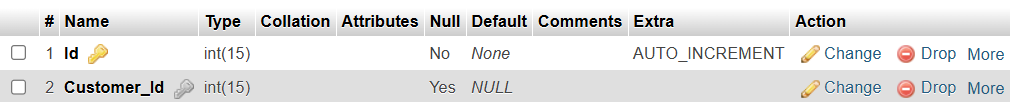 # Name Type Collation Attributes Null Default Comments Extra Action
1 Id int(15) No None AUTO_INCREMENT Change Drop More
2 Customer_Id int(15) Yes NULL Change Drop More